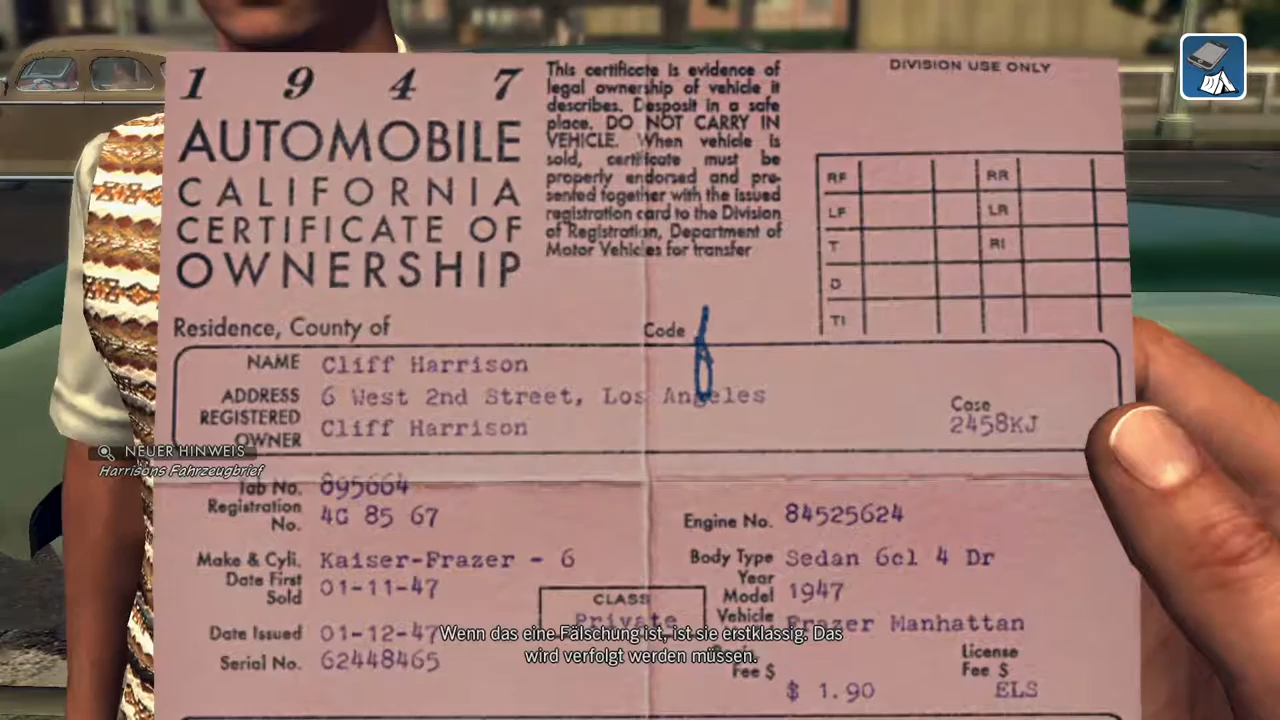 1 9 4 7
AUTOMOBILE
CALIFORNIA
CERTIFICATE OF
OWNERSHIP
This certificate is evidence of
legal ownership of vehicle it
describes. Desposit in a safe
place. DO NOT CARRY IN
VEHICLE. When vehicle is
sold, certificate must be
properly endorsed and pre-
sented together with the issued
registration card to the Division
of Registration, Department of
Motor Vehicles for transfer
DIVISION USE ONLY
RF RR
LF LR
T RI
D
TI
Residence, County of
Code 6
NAME Cliff Harrison
ADDRESS 6 West 2nd Street, Los Angeles
REGISTERED
OWNER Cliff Harrison
Case
2458KJ
NEUER HINWEIS
Harrisons Fahrzeugbrief
Tab No. 895664
Registration
No. 4G 85 67
Engine No. 84525624
Make & Cyli. Kaiser-Frazer - 6
Body Type Sedan 6cl 4 Dr
Date First
Sold 01-11-47
Year
Model 1947
CLASS
Private
Vehicle Frazer Manhattan
Date Issued 01-12-47
Serial No. 62448465
Fee $
$ 1.90
License
Fee $
ELS
Wenn das eine Fälschung ist, ist sie erstklassig. Das
wird verfolgt werden müssen.